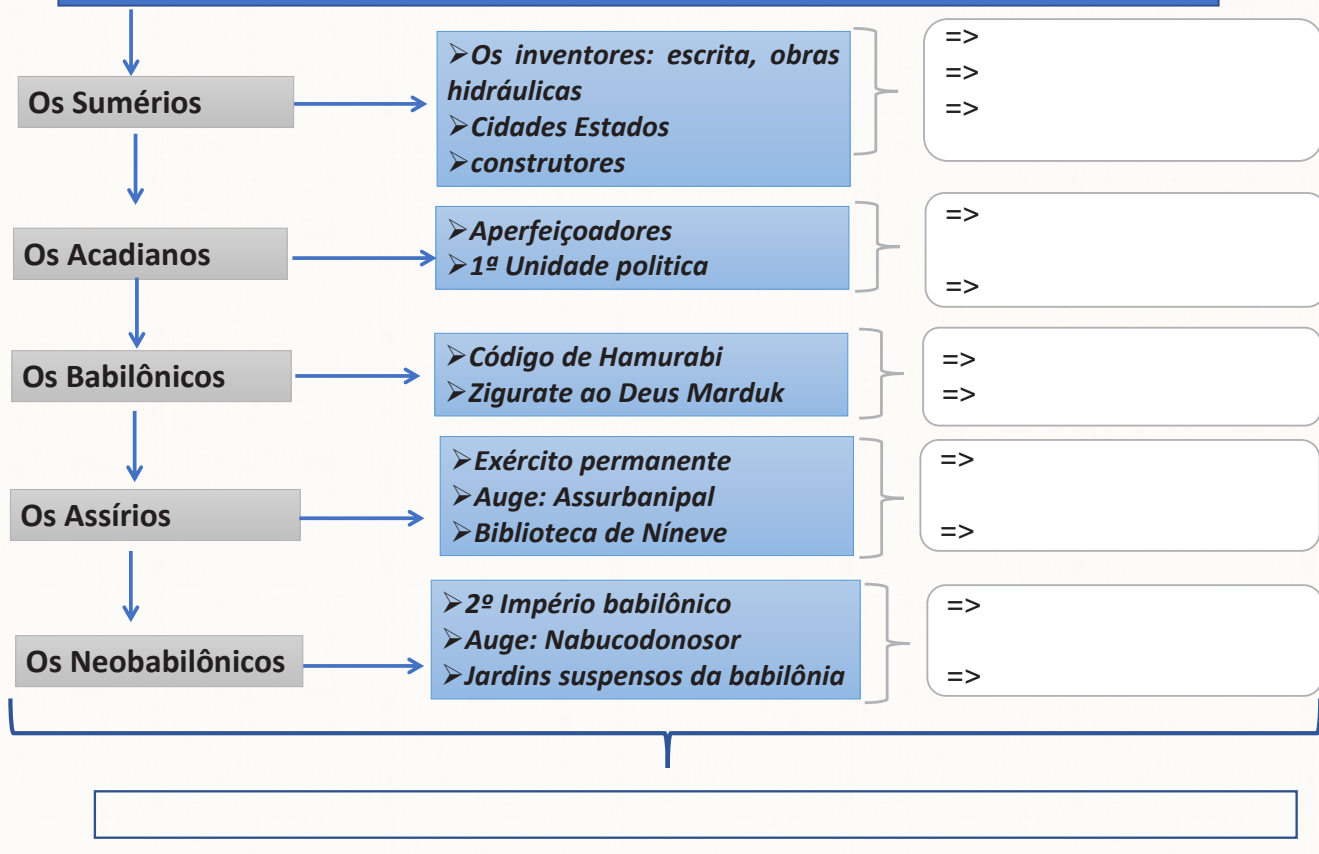 Os Sumérios
➢Os inventores: escrita, obras
hidráulicas
➢Cidades Estados
➢construtores
=>
=>
=>
Os Acadianos
➢Aperfeiçoadores
➢1ª Unidade politica
=>
=>
Os Babilônicos
➢Código de Hamurabi
➢Zigurate ao Deus Marduk
=>
=>
Os Assírios
➢Exército permanente
➢Auge: Assurbanipal
➢Biblioteca de Níneve
=>
=>
Os Neobabilônicos
➢2º Império babilônico
➢Auge: Nabucodonosor
➢Jardins suspensos da babilônia
=>
=>